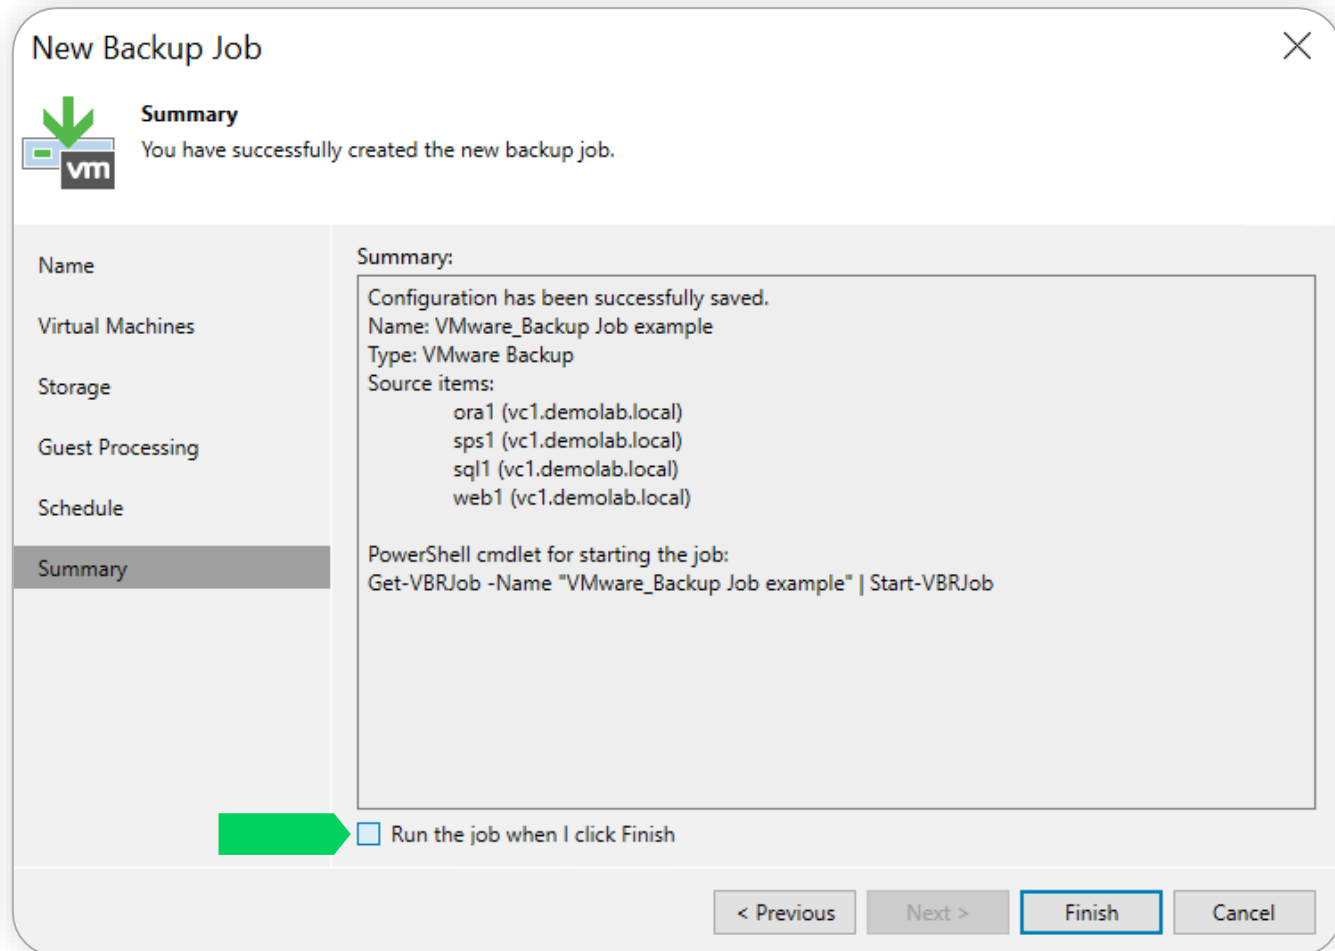 New Backup Job
Summary
You have successfully created the new backup job.
vm
Name
Virtual Machines
Storage
Guest Processing
Schedule
Summary
Summary:
Configuration has been successfully saved.
Name: VMware_Backup Job example
Type: VMware Backup
Source items:
ora1 (vc1.demolab.local)
sps1 (vc1.demolab.local)
sql1 (vc1.demolab.local)
web1 (vc1.demolab.local)
PowerShell cmdlet for starting the job:
Get-VBRJob -Name "VMware_Backup Job example" | Start-VBRJob
Run the job when I click Finish
< Previous
Next >
Finish
Cancel